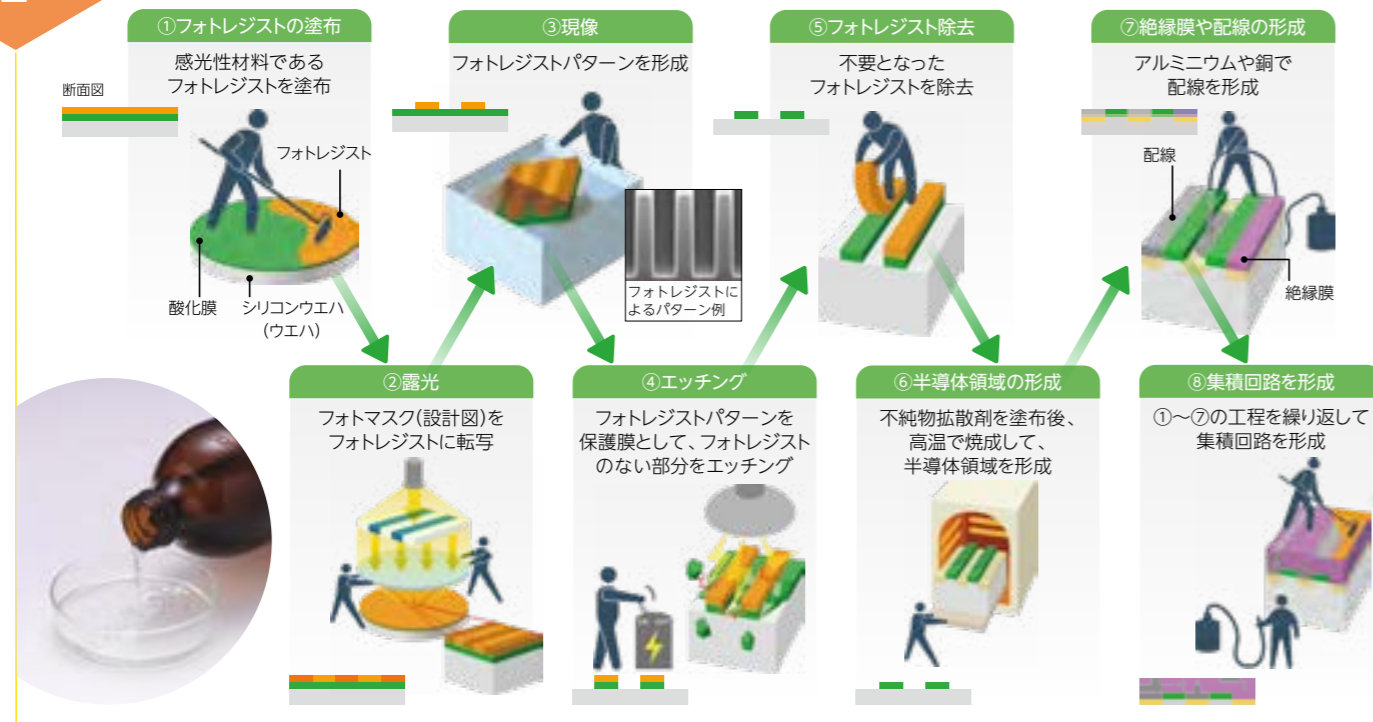 ①フォトレジストの塗布
感光性材料である
フォトレジストを塗布
断面図
フォトレジスト
酸化膜
シリコンウエハ
(ウエハ)
②露光
フォトマスク(設計図)を
フォトレジストに転写
③現像
フォトレジストパターンを形成
フォトレジストに
よるパターン例
④エッチング
フォトレジストパターンを
保護膜として、フォトレジスト
のない部分をエッチング
⑤フォトレジスト除去
不要となった
フォトレジストを除去
⑥半導体領域の形成
不純物拡散剤を塗布後、
高温で焼成して、
半導体領域を形成
⑦絶縁膜や配線の形成
アルミニウムや銅で
配線を形成
配線
絶縁膜
⑧集積回路を形成
①～⑦の工程を繰り返して
集積回路を形成